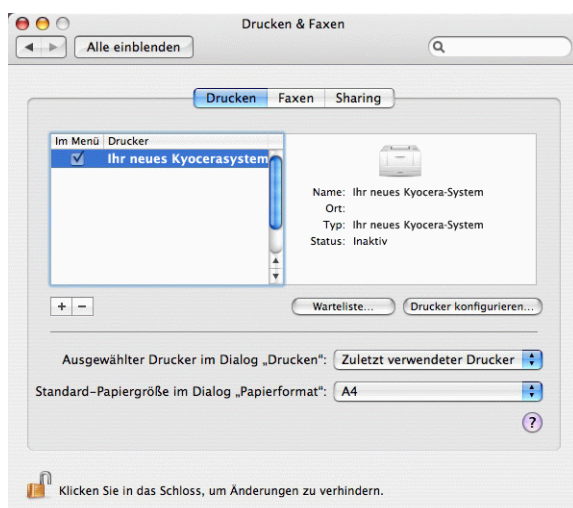 Drucken & Faxen
Alle einblenden
Drucken Faxen Sharing
Im Menü Drucker
Ihr neues Kyocerasystem
Name: Ihr neues Kyocera-System
Ort:
Typ: Ihr neues Kyocera-System
Status: Inaktiv
+ −
Warteliste... Drucker konfigurieren...
Ausgewählter Drucker im Dialog „Drucken“: Zuletzt verwendeter Drucker
Standard-Papiergröße im Dialog „Papierformat“: A4
?
Klicken Sie in das Schloss, um Änderungen zu verhindern.